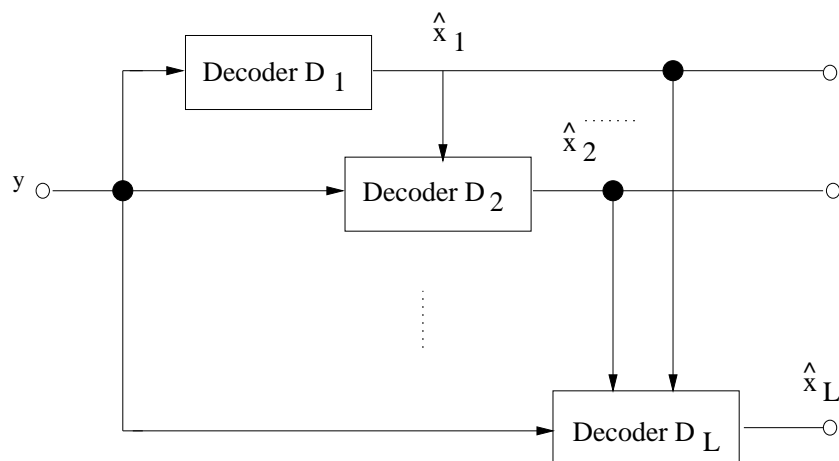 x̂ 1
Decoder D 1
x̂ 2
y
Decoder D 2
x̂ L
Decoder D L